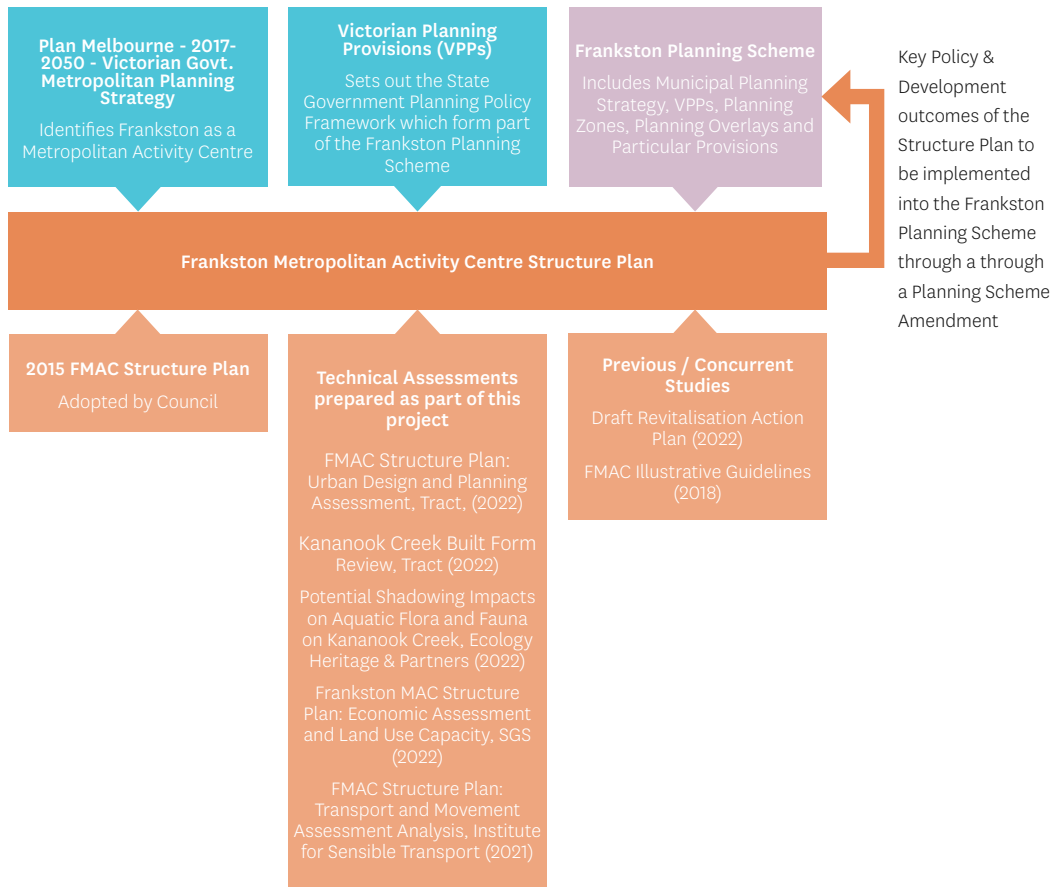 Plan Melbourne - 2017-
2050 - Victorian Govt.
Metropolitan Planning
Strategy
Identifies Frankston as a
Metropolitan Activity Centre
Victorian Planning
Provisions (VPPs)
Sets out the State
Government Planning Policy
Framework which form part
of the Frankston Planning
Scheme
Frankston Planning Scheme
Includes Municipal Planning
Strategy, VPPs, Planning
Zones, Planning Overlays and
Particular Provisions
Key Policy &
Development
outcomes of the
Structure Plan to
be implemented
into the Frankston
Planning Scheme
through a through
a Planning Scheme
Amendment
Frankston Metropolitan Activity Centre Structure Plan
2015 FMAC Structure Plan
Adopted by Council
Technical Assessments
prepared as part of this
project
FMAC Structure Plan:
Urban Design and Planning
Assessment, Tract, (2022)
Kananook Creek Built Form
Review, Tract (2022)
Potential Shadowing Impacts
on Aquatic Flora and Fauna
on Kananook Creek, Ecology
Heritage & Partners (2022)
Frankston MAC Structure
Plan: Economic Assessment
and Land Use Capacity, SGS
(2022)
FMAC Structure Plan:
Transport and Movement
Assessment Analysis, Institute
for Sensible Transport (2021)
Previous / Concurrent
Studies
Draft Revitalisation Action
Plan (2022)
FMAC Illustrative Guidelines
(2018)